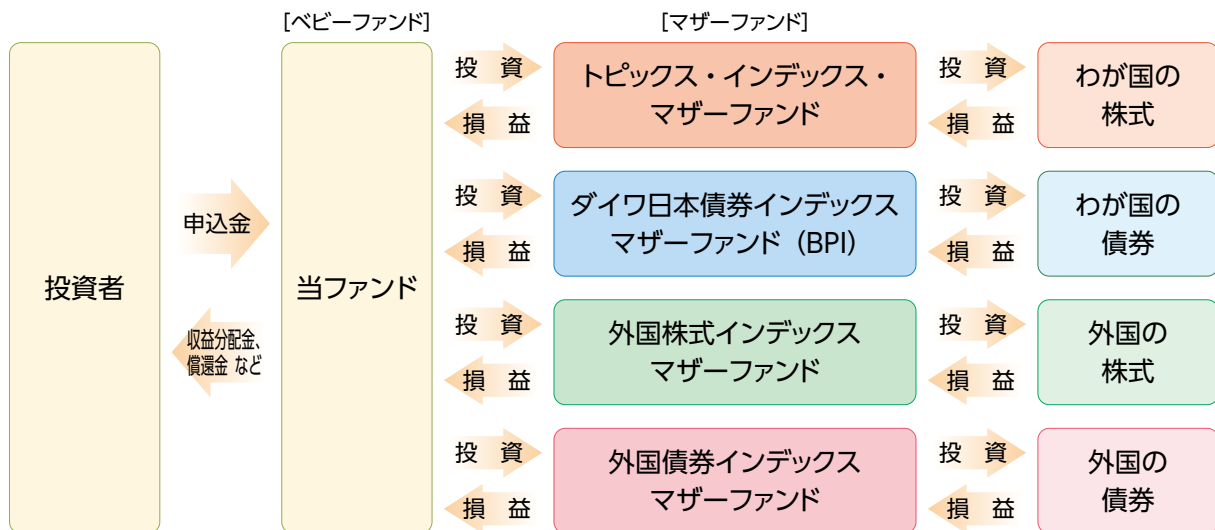 [ベビーファンド]
[マザーファンド]
投資者
申込金
収益分配金、
償還金 など
当ファンド
投 資
損 益
トピックス・インデックス・
マザーファンド
投 資
損 益
わが国の
株式
投 資
損 益
ダイワ日本債券インデックス
マザーファンド（BPI）
投 資
損 益
わが国の
債券
投 資
損 益
外国株式インデックス
マザーファンド
投 資
損 益
外国の
株式
投 資
損 益
外国債券インデックス
マザーファンド
投 資
損 益
外国の
債券